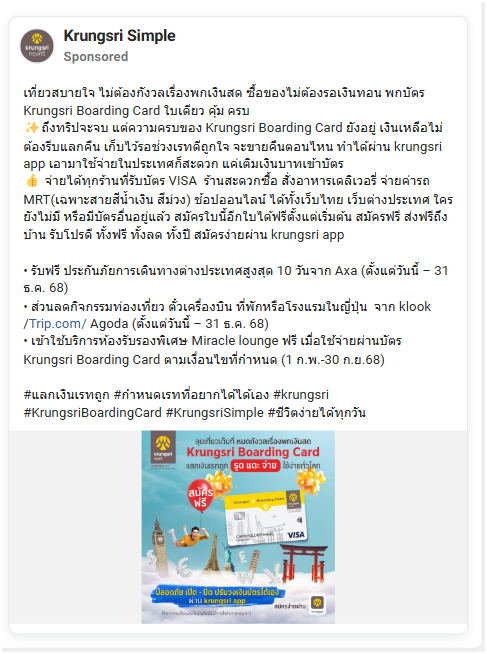 Krungsri Simple
Sponsored
เที่ยวสบายใจ ไม่ต้องกังวลเรื่องพกเงินสด ซื้อของไม่ต้องรอเงินทอน พกบัตร
Krungsri Boarding Card ใบเดียว คุ้ม ครบ
✨ ถึงทริปจะจบ แต่ความครบของ Krungsri Boarding Card ยังอยู่ เงินเหลือไม่
ต้องรีบแลกคืน เก็บไว้รอช่วงเรทดีถูกใจ จะขายคืนตอนไหน ทำได้ผ่าน krungsri
app เอามาใช้จ่ายในประเทศก็สะดวก แค่เติมเงินบาทเข้าบัตร
👍 จ่ายได้ทุกร้านที่รับบัตร VISA ร้านสะดวกซื้อ สั่งอาหารเดลิเวอรี่ จ่ายค่ารถ
MRT(เฉพาะสายสีน้ำเงิน สีม่วง) ช้อปออนไลน์ ได้ทั้งเว็บไทย เว็บต่างประเทศ ใคร
ยังไม่มี หรือมีบัตรอื่นอยู่แล้ว สมัครใบนี้อีกใบได้ฟรีตั้งแต่เริ่มต้น สมัครฟรี ส่งฟรีถึง
บ้าน รับโปรดี ทั้งฟรี ทั้งลด ทั้งปี สมัครง่ายผ่าน krungsri app
• รับฟรี ประกันภัยการเดินทางต่างประเทศสูงสุด 10 วันจาก Axa (ตั้งแต่วันนี้ – 31
ธ.ค. 68)
• ส่วนลดกิจกรรมท่องเที่ยว ตั๋วเครื่องบิน ที่พักหรือโรงแรมในญี่ปุ่น จาก klook
/Trip.com/ Agoda (ตั้งแต่วันนี้ – 31 ธ.ค. 68)
• เข้าใช้บริการห้องรับรองพิเศษ Miracle lounge ฟรี เมื่อใช้จ่ายผ่านบัตร
Krungsri Boarding Card ตามเงื่อนไขที่กำหนด (1 ก.พ.-30 ก.ย.68)
#แลกเงินเรทถูก #กำหนดเรทที่อยากได้ได้เอง #krungsri
#KrungsriBoardingCard #KrungsriSimple #ชีวิตง่ายได้ทุกวัน
krungsri
กรุงศรี
ลุยเที่ยวเต็มที่ หมดกังวลเรื่องพกเงินสด
Krungsri Boarding Card
แลกเงินเรทถูก รูด แตะ จ่าย ใช้ง่ายทั่วโลก
สมัคร
ฟรี
Krungsri Boarding Card
VISA
ปลอดภัย เปิด - ปิด ปรับวงเงินบัตรได้เอง
ผ่าน krungsri app
สมัครง่ายผ่าน